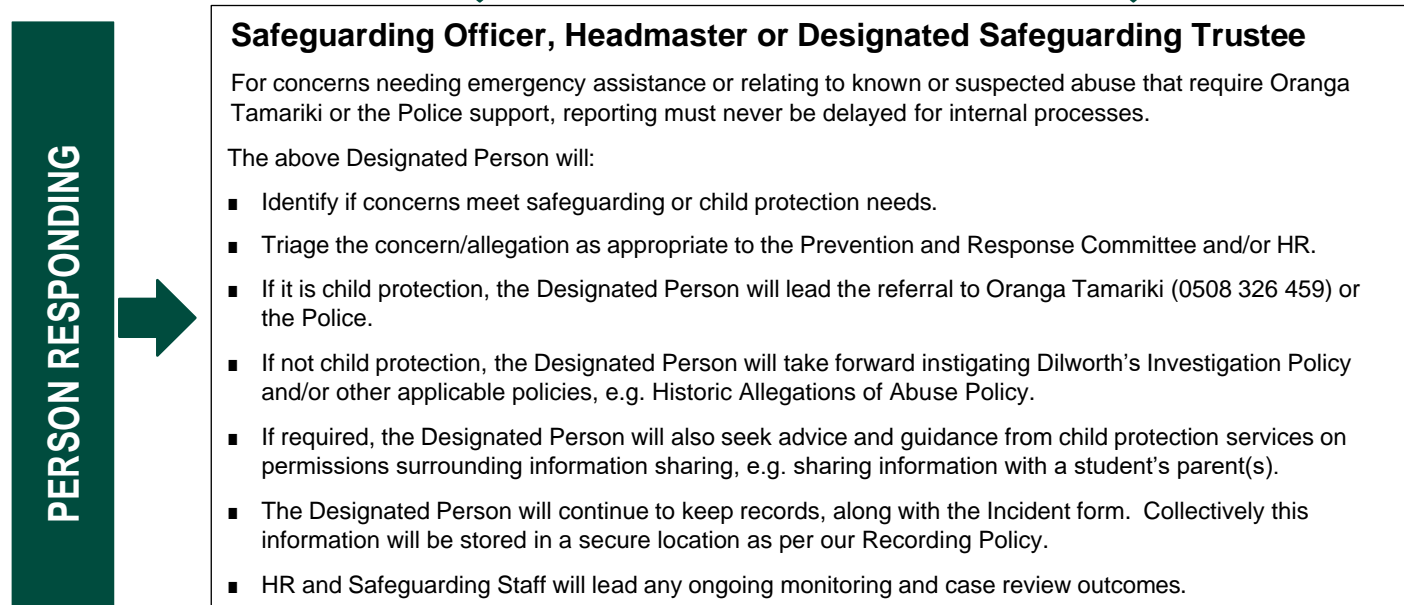 PERSON RESPONDING
Safeguarding Officer, Headmaster or Designated Safeguarding Trustee
For concerns needing emergency assistance or relating to known or suspected abuse that require Oranga
Tamariki or the Police support, reporting must never be delayed for internal processes.
The above Designated Person will:
▪ Identify if concerns meet safeguarding or child protection needs.
▪ Triage the concern/allegation as appropriate to the Prevention and Response Committee and/or HR.
▪ If it is child protection, the Designated Person will lead the referral to Oranga Tamariki (0508 326 459) or
the Police.
▪ If not child protection, the Designated Person will take forward instigating Dilworth's Investigation Policy
and/or other applicable policies, e.g. Historic Allegations of Abuse Policy.
▪ If required, the Designated Person will also seek advice and guidance from child protection services on
permissions surrounding information sharing, e.g. sharing information with a student's parent(s).
▪ The Designated Person will continue to keep records, along with the Incident form.  Collectively this
information will be stored in a secure location as per our Recording Policy.
▪ HR and Safeguarding Staff will lead any ongoing monitoring and case review outcomes.